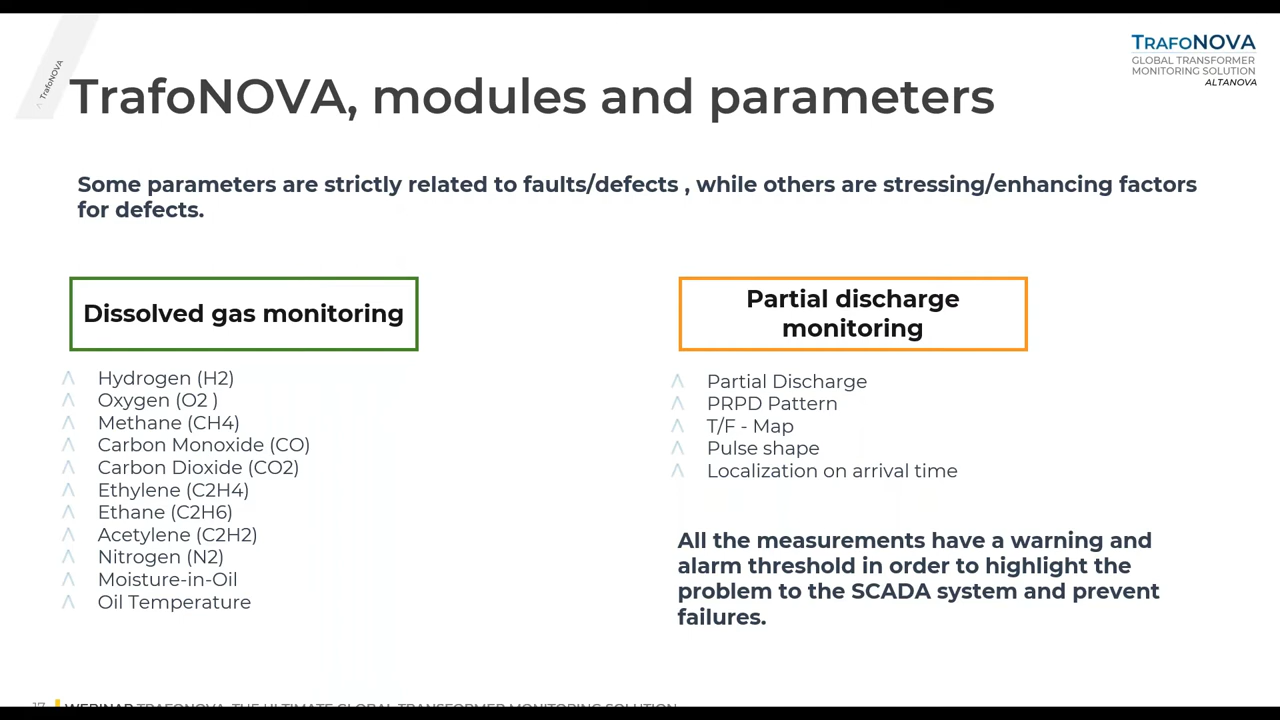 TRAFONOVA
GLOBAL TRANSFORMER
MONITORING SOLUTION
ALTANOVA
TrafoNOVA
TrafoNOVA, modules and parameters
Some parameters are strictly related to faults/defects , while others are stressing/enhancing factors
for defects.
Dissolved gas monitoring
Hydrogen (H2)
Oxygen (O2 )
Methane (CH4)
Carbon Monoxide (CO)
Carbon Dioxide (CO2)
Ethylene (C2H4)
Ethane (C2H6)
Acetylene (C2H2)
Nitrogen (N2)
Moisture-in-Oil
Oil Temperature
Partial discharge
monitoring
Partial Discharge
PRPD Pattern
T/F - Map
Pulse shape
Localization on arrival time
All the measurements have a warning and
alarm threshold in order to highlight the
problem to the SCADA system and prevent
failures.
17 WEBINAR TRAFONOVA, THE ULTIMATE GLOBAL TRANSFORMER MONITORING SOLUTION